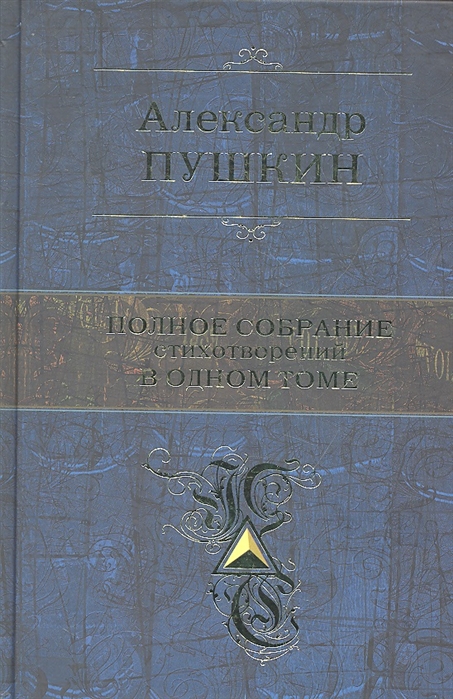 Александр
ПУШКИН
ПОЛНОЕ СОБРАНИЕ
стихотворений
В ОДНОМ ТОМЕ